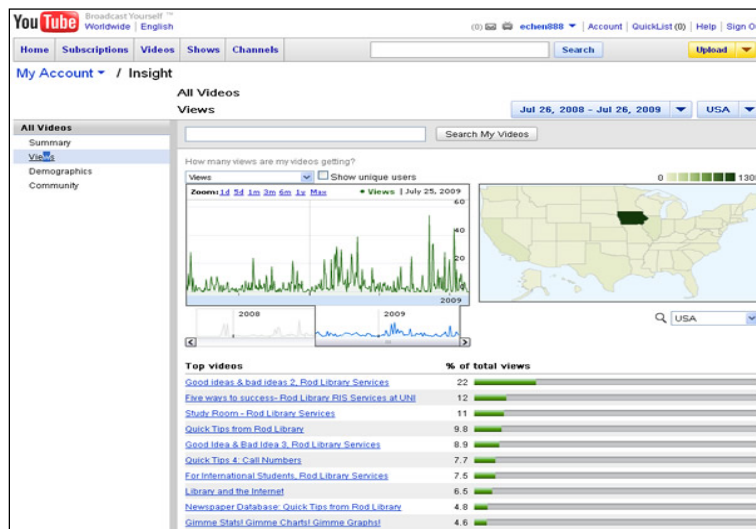 YouTube Broadcast Yourself ™
Worldwide | English
(0) echen888 | Account | QuickList (0) | Help | Sign O
Home Subscriptions Videos Shows Channels Search Upload
My Account / Insight
All Videos
Views Jul 26, 2008 - Jul 26, 2009 USA
All Videos
Summary
Views
Demographics
Community
Search My Videos
How many views are my videos getting?
Views Show unique users
Zoom: 1d 5d 1m 3m 6m 1y Max Views | July 25, 2009
60
40
20
2009
2008 2009
0 130
USA
Top videos % of total views
Good ideas & bad ideas 2, Rod Library Services 22
Five ways to success- Rod Library RIS Services at UNI 12
Study Room - Rod Library Services 11
Quick Tips from Rod Library 9.8
Good Idea & Bad Idea 3, Rod Library Services 8.9
Quick Tips 4: Call Numbers 7.7
For International Students, Rod Library Services 7.5
Library and the Internet 6.5
Newspaper Database: Quick Tips from Rod Library 4.8
Gimme Stats! Gimme Charts! Gimme Graphs! 4.6